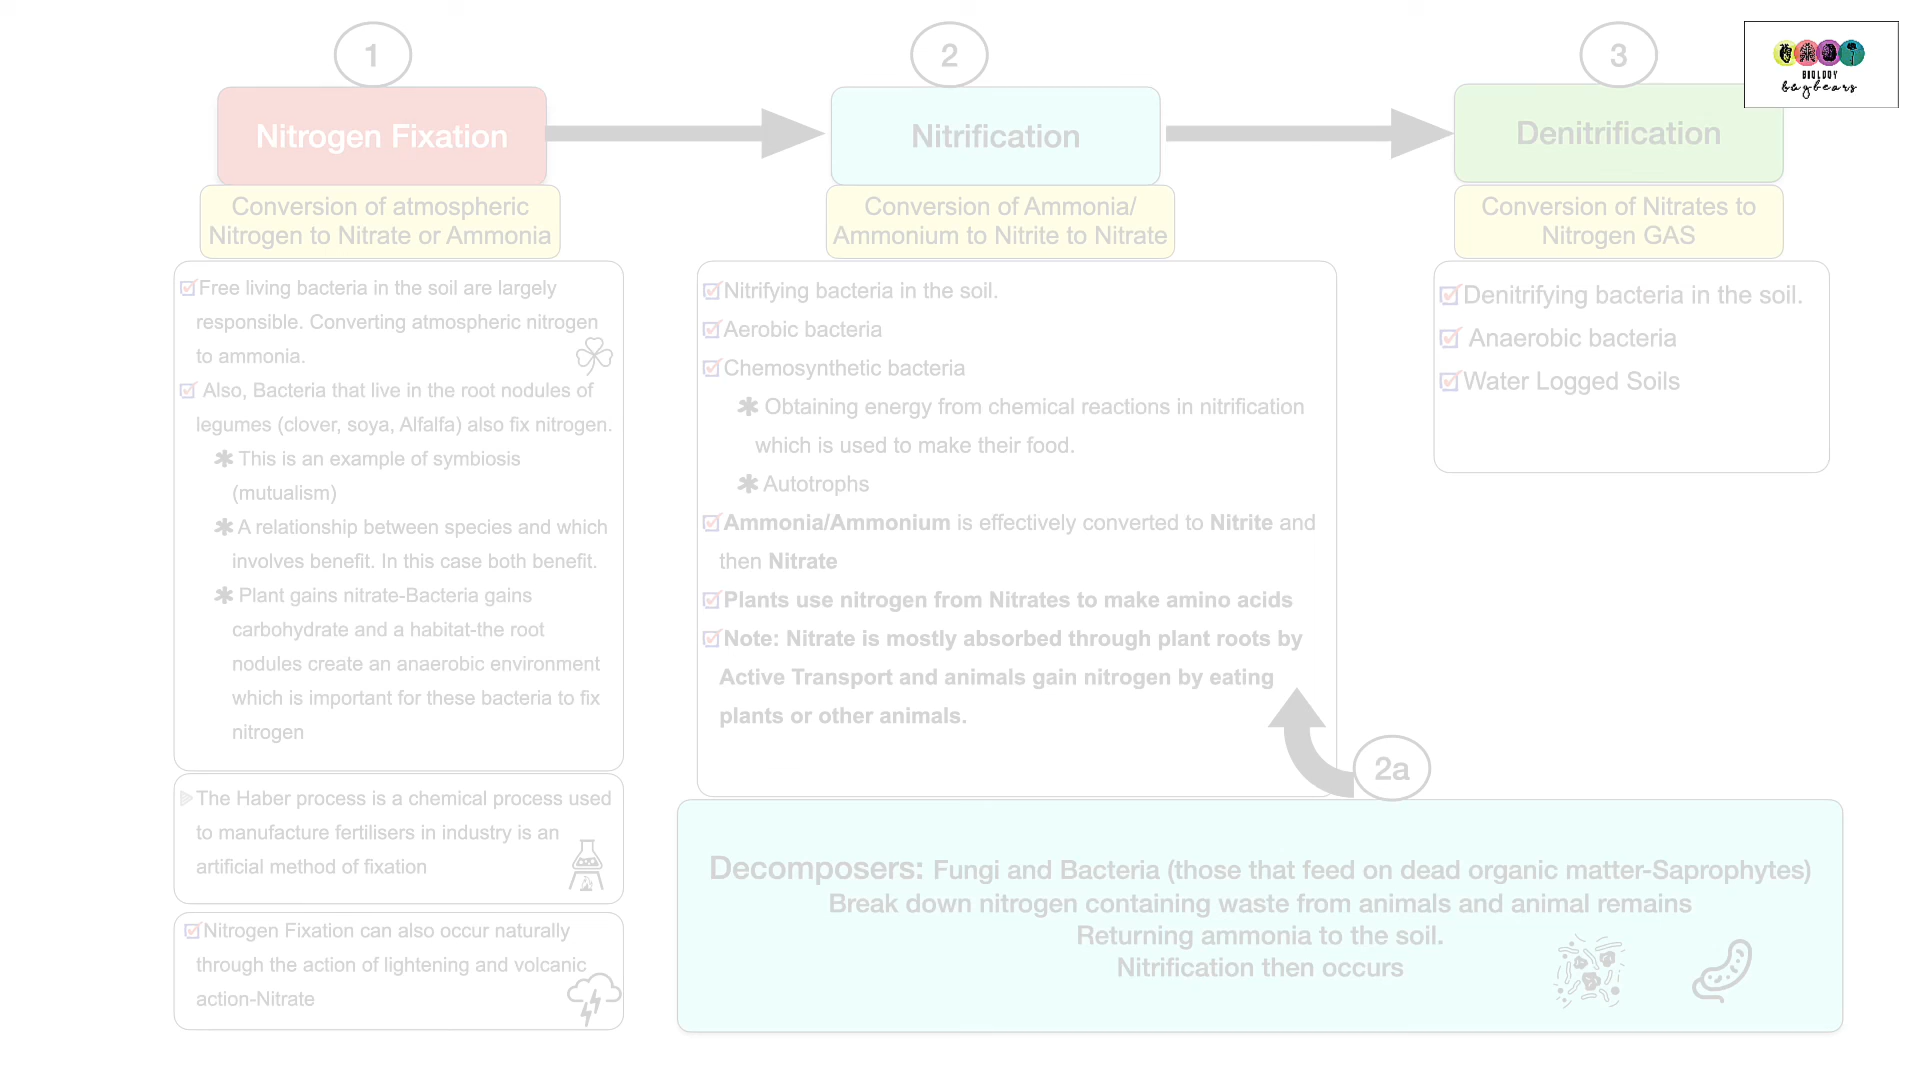 1
Nitrogen Fixation
Conversion of atmospheric
Nitrogen to Nitrate or Ammonia
Free living bacteria in the soil are largely
responsible. Converting atmospheric nitrogen
to ammonia.
Also, Bacteria that live in the root nodules of
legumes (clover, soya, Alfalfa) also fix nitrogen.
✱ This is an example of symbiosis
(mutualism)
✱ A relationship between species and which
involves benefit. In this case both benefit.
✱ Plant gains nitrate-Bacteria gains
carbohydrate and a habitat-the root
nodules create an anaerobic environment
which is important for these bacteria to fix
nitrogen
The Haber process is a chemical process used
to manufacture fertilisers in industry is an
artificial method of fixation
Nitrogen Fixation can also occur naturally
through the action of lightening and volcanic
action-Nitrate
2
Nitrification
Conversion of Ammonia/
Ammonium to Nitrite to Nitrate
Nitrifying bacteria in the soil.
Aerobic bacteria
Chemosynthetic bacteria
✱ Obtaining energy from chemical reactions in nitrification
which is used to make their food.
✱ Autotrophs
Ammonia/Ammonium is effectively converted to Nitrite and
then Nitrate
Plants use nitrogen from Nitrates to make amino acids
Note: Nitrate is mostly absorbed through plant roots by
Active Transport and animals gain nitrogen by eating
plants or other animals.
2a
Decomposers: Fungi and Bacteria (those that feed on dead organic matter-Saprophytes)
Break down nitrogen containing waste from animals and animal remains
Returning ammonia to the soil.
Nitrification then occurs
3
Denitrification
Conversion of Nitrates to
Nitrogen GAS
Denitrifying bacteria in the soil.
Anaerobic bacteria
Water Logged Soils
BIOLOGY
bugbears